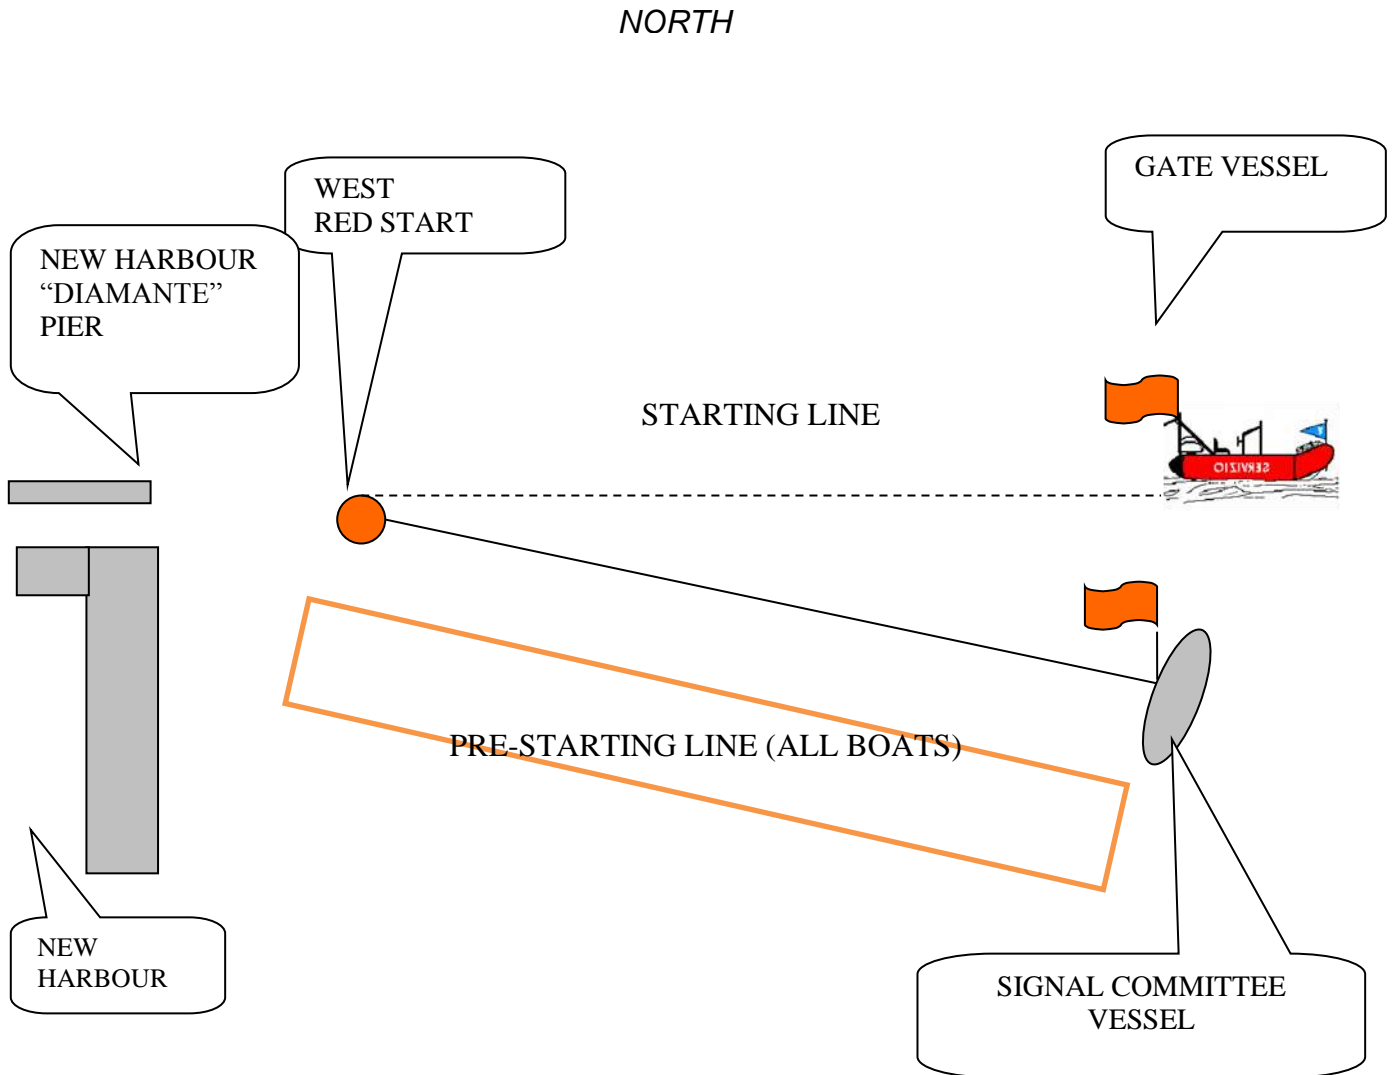 NORTH
GATE VESSEL
WEST
RED START
NEW HARBOUR
“DIAMANTE”
PIER
STARTING LINE
SERVIZIO
PRE-STARTING LINE (ALL BOATS)
NEW
HARBOUR
SIGNAL COMMITTEE
VESSEL